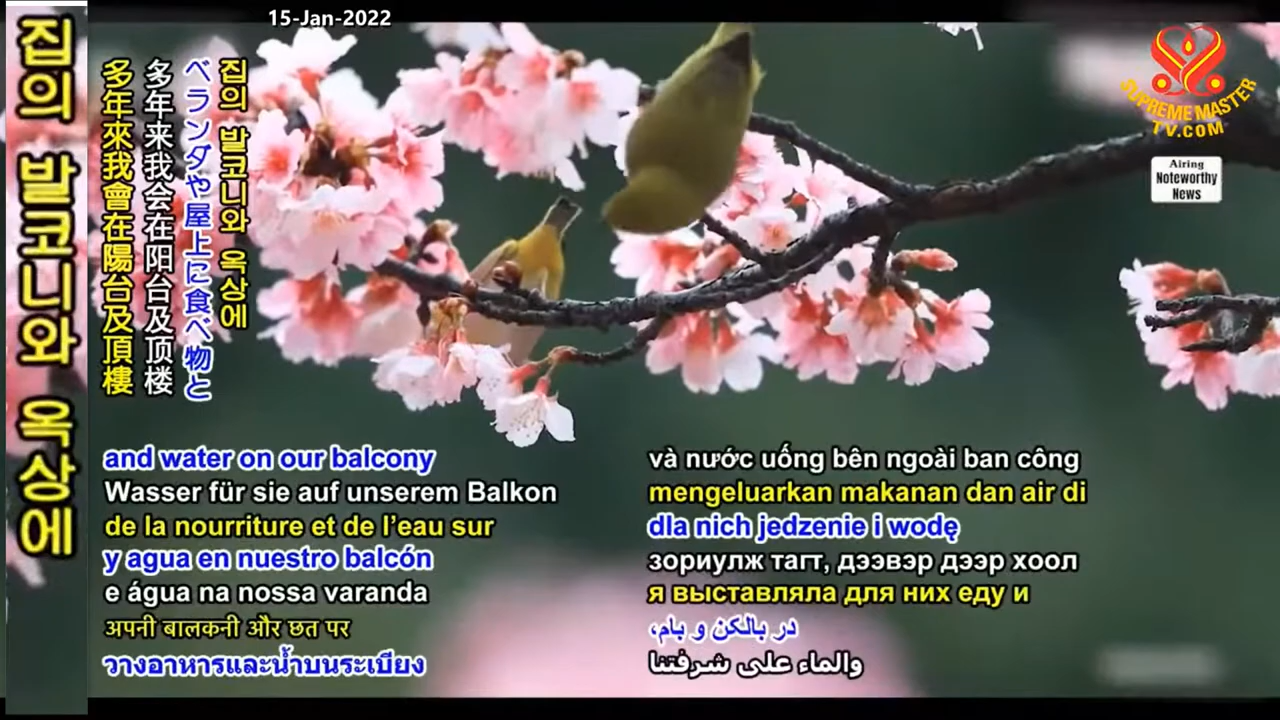 15-Jan-2022
집의 발코니와 옥상에
多年來我會在陽台及頂樓
多年来我会在阳台及顶楼
ベランダや屋上に食べ物と
집의 발코니와 옥상에
SUPREME MASTER
TV.COM
Airing
Noteworthy
News
and water on our balcony
Wasser für sie auf unserem Balkon
de la nourriture et de l’eau sur
y agua en nuestro balcón
e água na nossa varanda
अपनी बालकनी और छत पर
วางอาหารและน้ำบนระเบียง
và nước uống bên ngoài ban công
mengeluarkan makanan dan air di
dla nich jedzenie i wodę
зориулж тагт, дээвэр дээр хоол
я выставляла для них еду и
در بالکن و بام،
والماء على شرفتنا